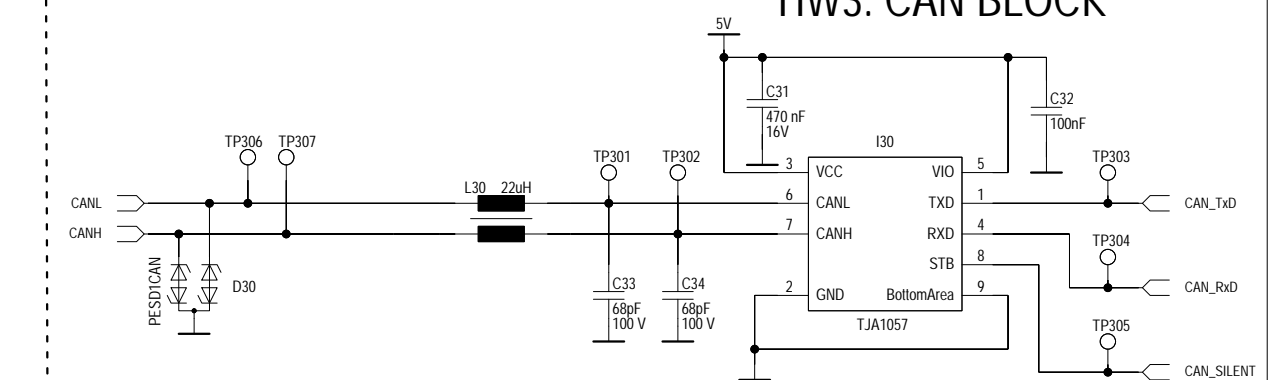 HW3: CAN BLOCK
5V
C31
470 nF
16V
C32
100nF
I30
TP306 TP307
TP301 TP302
TP303
3 VCC VIO 5
L30 22uH
CANL
6 CANL TXD 1
CAN_TxD
CANH
7 CANH RXD 4
TP304
STB 8
PESD1CAN
D30
C33
68pF
100 V
C34
68pF
100 V
2 GND BottomArea 9
CAN_RxD
TJA1057
TP305
CAN_SILENT